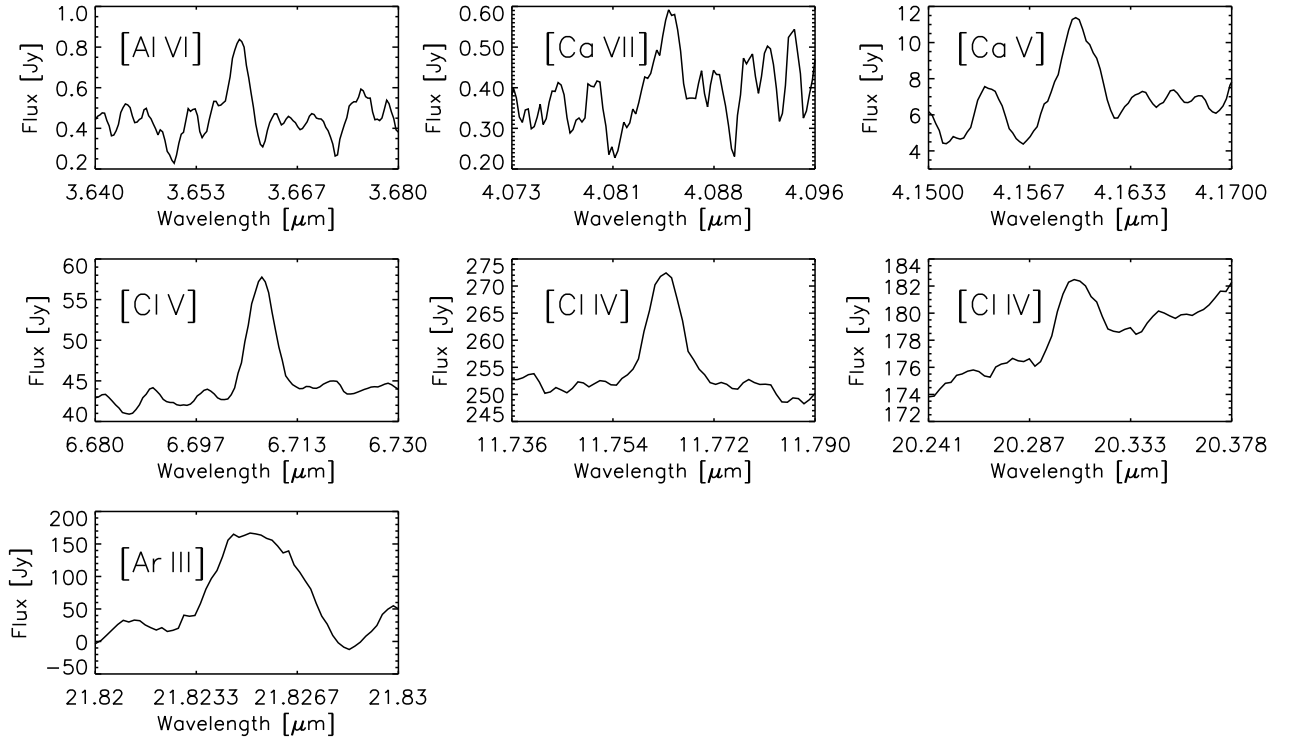 1.0
0.8
0.6
0.4
0.2
Flux [Jy]
[Al VI]
3.640 3.653 3.667 3.680
Wavelength [μm]
0.60
0.50
0.40
0.30
0.20
Flux [Jy]
[Ca VII]
4.073 4.081 4.088 4.096
Wavelength [μm]
12
10
8
6
4
Flux [Jy]
[Ca V]
4.1500 4.1567 4.1633 4.1700
Wavelength [μm]
60
55
50
45
40
Flux [Jy]
[Cl V]
6.680 6.697 6.713 6.730
Wavelength [μm]
275
270
265
260
255
250
245
Flux [Jy]
[Cl IV]
11.736 11.754 11.772 11.790
Wavelength [μm]
184
182
180
178
176
174
172
Flux [Jy]
[Cl IV]
20.241 20.287 20.333 20.378
Wavelength [μm]
200
150
100
50
0
−50
Flux [Jy]
[Ar III]
21.82 21.8233 21.8267 21.83
Wavelength [μm]